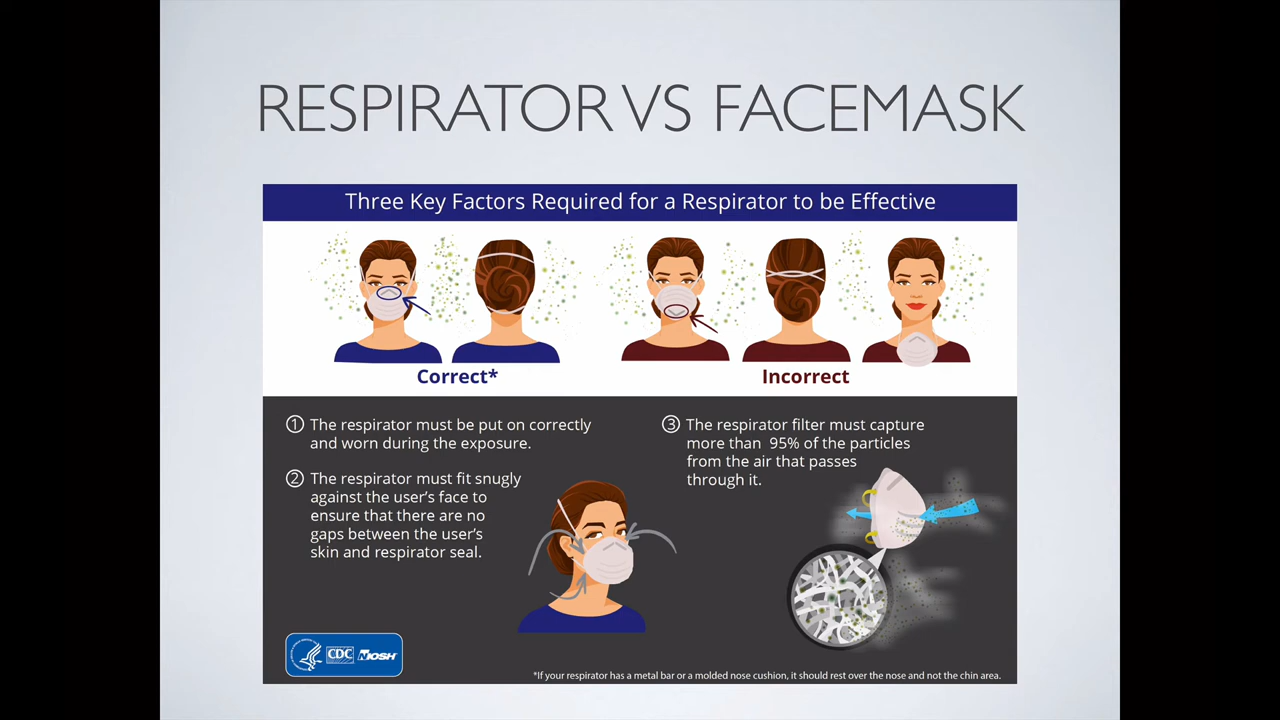 RESPIRATOR VS FACEMASK
Three Key Factors Required for a Respirator to be Effective
Correct*
Incorrect
1 The respirator must be put on correctly
and worn during the exposure.
2 The respirator must fit snugly
against the user's face to
ensure that there are no
gaps between the user's
skin and respirator seal.
3 The respirator filter must capture
more than 95% of the particles
from the air that passes
through it.
CDC
NIOSH
*If your respirator has a metal bar or a molded nose cushion, it should rest over the nose and not the chin area.